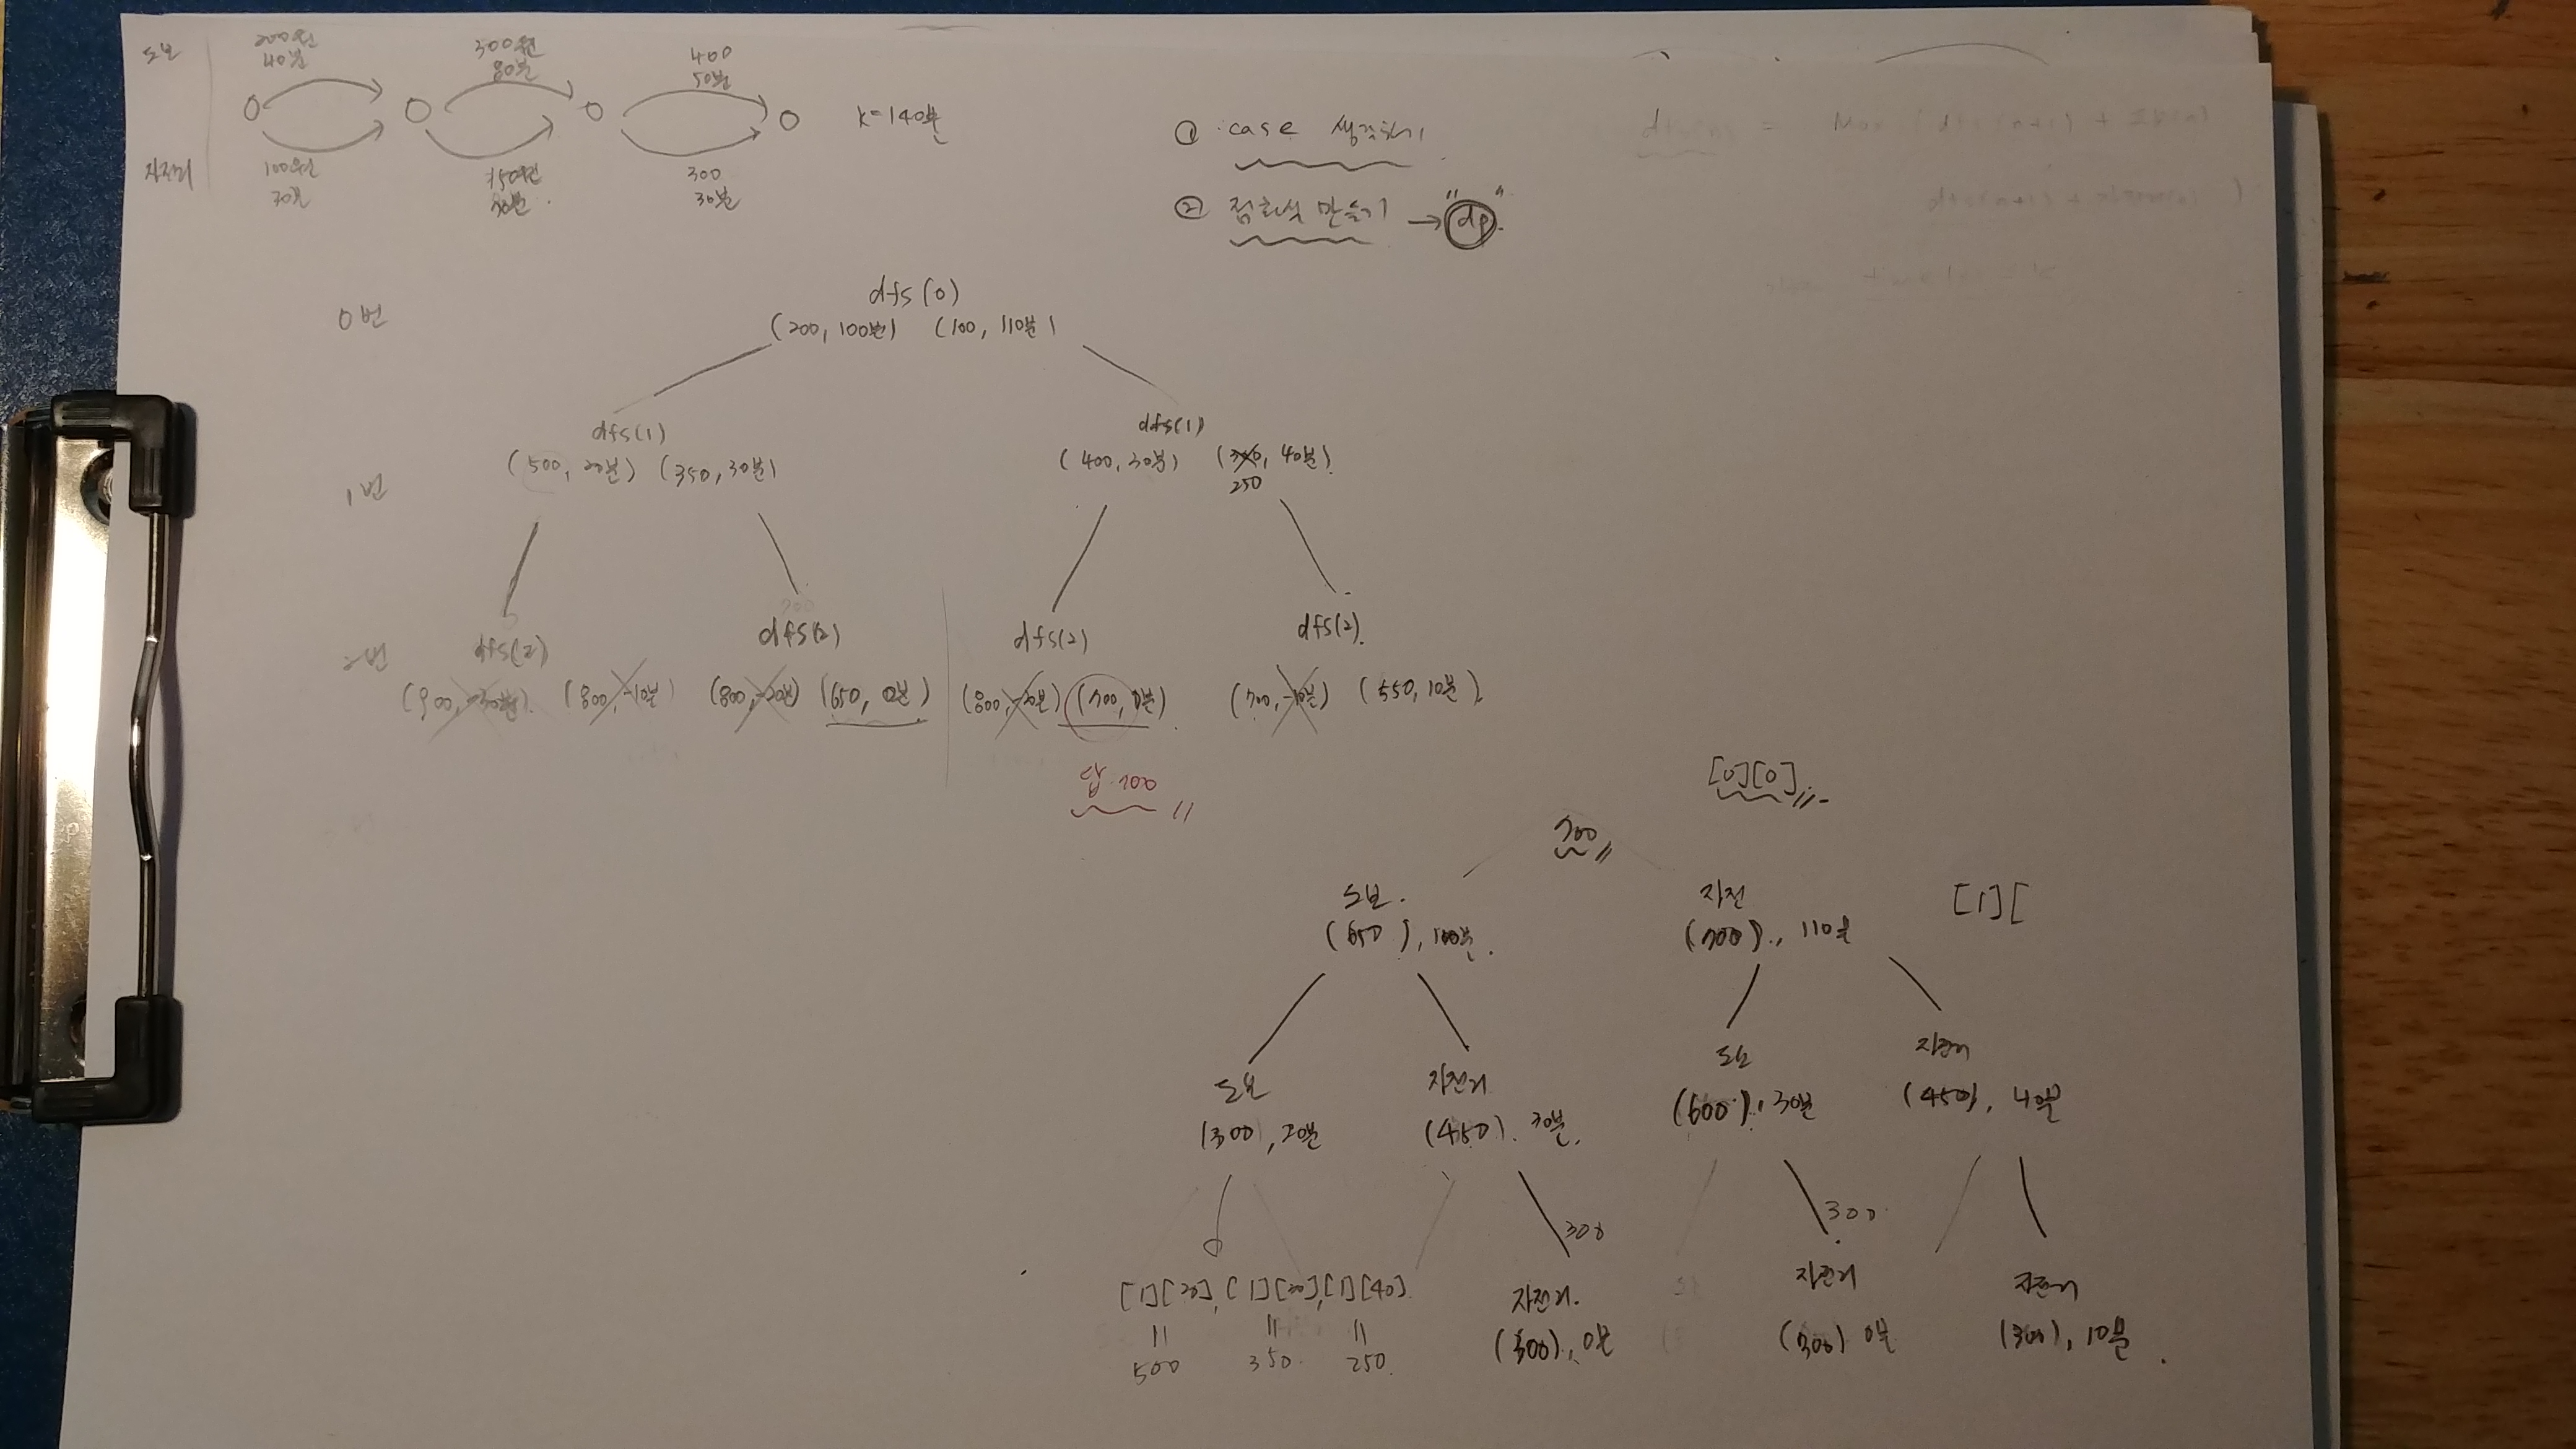 도보
200원
40분
300원
80분
400
50분
k=140분
자전거
100원
30분
150원
70분
300
30분
① case 생각하기
② 점화식 만들기 → "dp"
0번
dfs(0)
(200, 100분) (100, 110분)
1번
dfs(1)
(500, 20분) (350, 30분)
dfs(1)
(400, 30분) (350, 40분)
250
2번
dfs(2)
(900, -30분) (800, -10분)
dfs(2)
(800, -20분) (650, 0분)
dfs(2)
(800, -20분) (700, 0분)
dfs(2)
(700, -10분) (550, 10분)
답 700
[0][0]
700
도보
(650), 100분
자전
(700), 110분
[1][
도보
(300), 20분
자전거
(450), 30분
도보
(600), 30분
자전거
(450), 40분
300
300
[1][20], [1][30], [1][40]
=
500 350 250
자전거
(300), 0분
자전거
(300) 0분
자전거
(300), 10분